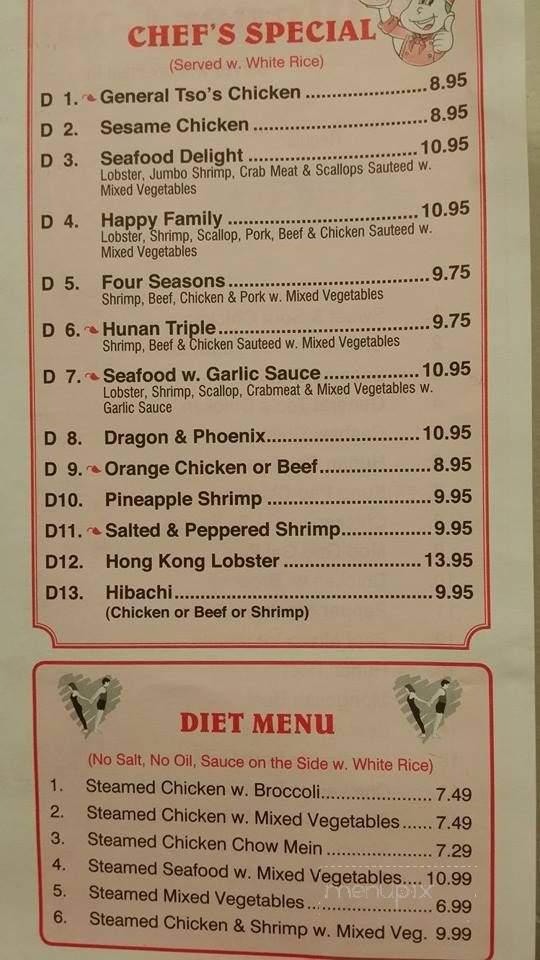 CHEF'S SPECIAL
(Served w. White Rice)
D 1. General Tso's Chicken ........................ 8.95
D 2. Sesame Chicken ........................ 8.95
D 3. Seafood Delight ........................ 10.95
Lobster, Jumbo Shrimp, Crab Meat & Scallops Sauteed w.
Mixed Vegetables
D 4. Happy Family ........................ 10.95
Lobster, Shrimp, Scallop, Pork, Beef & Chicken Sauteed w.
Mixed Vegetables
D 5. Four Seasons ........................ 9.75
Shrimp, Beef, Chicken & Pork w. Mixed Vegetables
D 6. Hunan Triple ........................ 9.75
Shrimp, Beef & Chicken Sauteed w. Mixed Vegetables
D 7. Seafood w. Garlic Sauce ........................ 10.95
Lobster, Shrimp, Scallop, Crabmeat & Mixed Vegetables w.
Garlic Sauce
D 8. Dragon & Phoenix ........................ 10.95
D 9. Orange Chicken or Beef ........................ 8.95
D10. Pineapple Shrimp ........................ 9.95
D11. Salted & Peppered Shrimp ........................ 9.95
D12. Hong Kong Lobster ........................ 13.95
D13. Hibachi ........................ 9.95
(Chicken or Beef or Shrimp)
DIET MENU
(No Salt, No Oil, Sauce on the Side w. White Rice)
1. Steamed Chicken w. Broccoli ........................ 7.49
2. Steamed Chicken w. Mixed Vegetables ...... 7.49
3. Steamed Chicken Chow Mein ........................ 7.29
4. Steamed Seafood w. Mixed Vegetables.... 10.99
5. Steamed Mixed Vegetables ........................ 6.99
6. Steamed Chicken & Shrimp w. Mixed Veg. 9.99
menupix